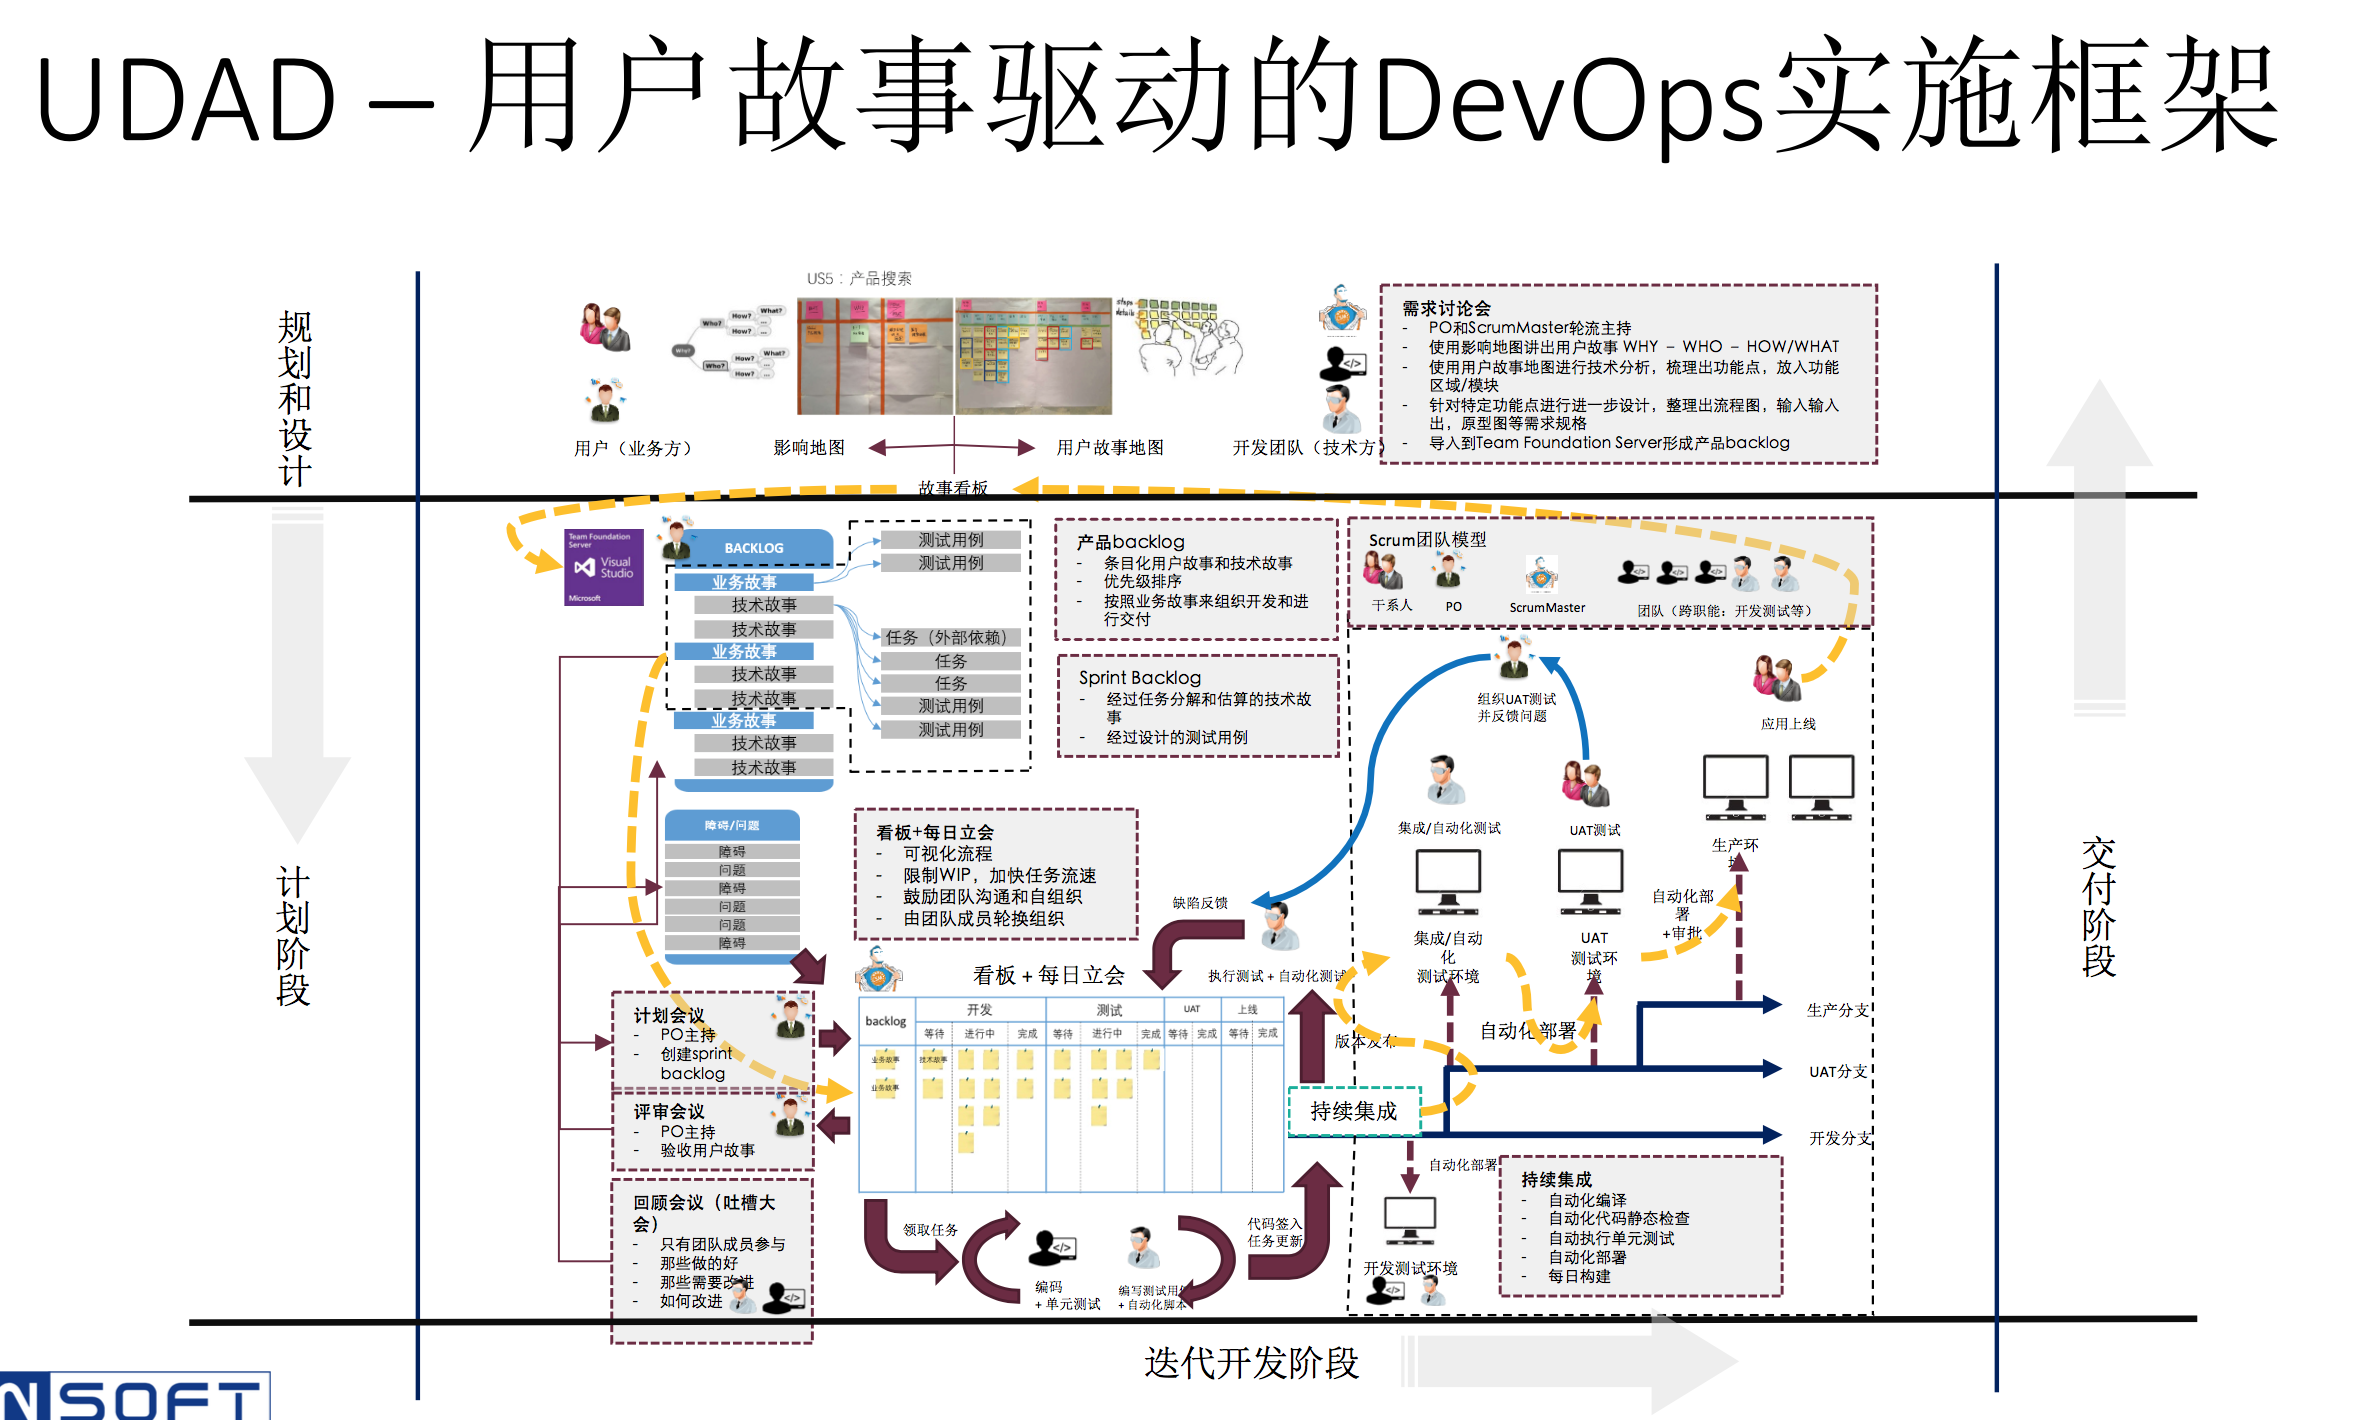 UDAD – 用户故事驱动的DevOps实施框架
规划和设计
计划阶段
交付阶段
迭代开发阶段
US5：产品搜索
Why?
Who?
How?
What?
How?
...
Who?
How?
What?
How?
...
steps
details
用户（业务方）
影响地图
用户故事地图
开发团队（技术方）
故事看板
需求讨论会
- PO和ScrumMaster轮流主持
- 使用影响地图讲出用户故事 WHY – WHO – HOW/WHAT
- 使用用户故事地图进行技术分析，梳理出功能点，放入功能
区域/模块
- 针对特定功能点进行进一步设计，整理出流程图，输入输入
出，原型图等需求规格
- 导入到Team Foundation Server形成产品backlog
Team Foundation
Server
Visual
Studio
Microsoft
BACKLOG
业务故事
技术故事
技术故事
业务故事
技术故事
技术故事
业务故事
技术故事
技术故事
测试用例
测试用例
任务（外部依赖）
任务
任务
测试用例
测试用例
产品backlog
- 条目化用户故事和技术故事
- 优先级排序
- 按照业务故事来组织开发和进
行交付
Sprint Backlog
- 经过任务分解和估算的技术故
事
- 经过设计的测试用例
Scrum团队模型
干系人
PO
ScrumMaster
团队（跨职能：开发测试等）
组织UAT测试
并反馈问题
应用上线
集成/自动化测试
UAT测试
生产环
境
集成/自动
化
测试环境
UAT
测试环
境
自动化部
署
+审批
自动化部署
版本发布
生产分支
UAT分支
开发分支
障碍/问题
障碍
问题
障碍
问题
问题
障碍
看板+每日立会
- 可视化流程
- 限制WIP，加快任务流速
- 鼓励团队沟通和自组织
- 由团队成员轮换组织
缺陷反馈
执行测试 + 自动化测试
看板 + 每日立会
backlog
开发
测试
UAT
上线
等待
进行中
完成
等待
进行中
完成
等待
完成
等待
完成
业务故事
技术故事
业务故事
计划会议
- PO主持
- 创建sprint
backlog
评审会议
- PO主持
- 验收用户故事
回顾会议（吐槽大
会）
- 只有团队成员参与
- 那些做的好
- 那些需要改进
- 如何改进
领取任务
编码
+ 单元测试
编写测试用例
+ 自动化脚本
代码签入
任务更新
持续集成
自动化部署
开发测试环境
持续集成
- 自动化编译
- 自动化代码静态检查
- 自动执行单元测试
- 自动化部署
- 每日构建
NSOFT